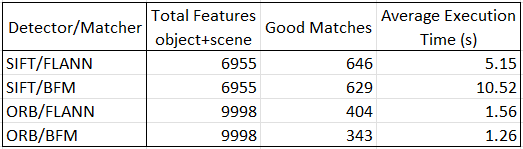 Detector/Matcher Total Features object+scene Good Matches Average Execution Time (s)
SIFT/FLANN 6955 646 5.15
SIFT/BFM 6955 629 10.52
ORB/FLANN 9998 404 1.56
ORB/BFM 9998 343 1.26